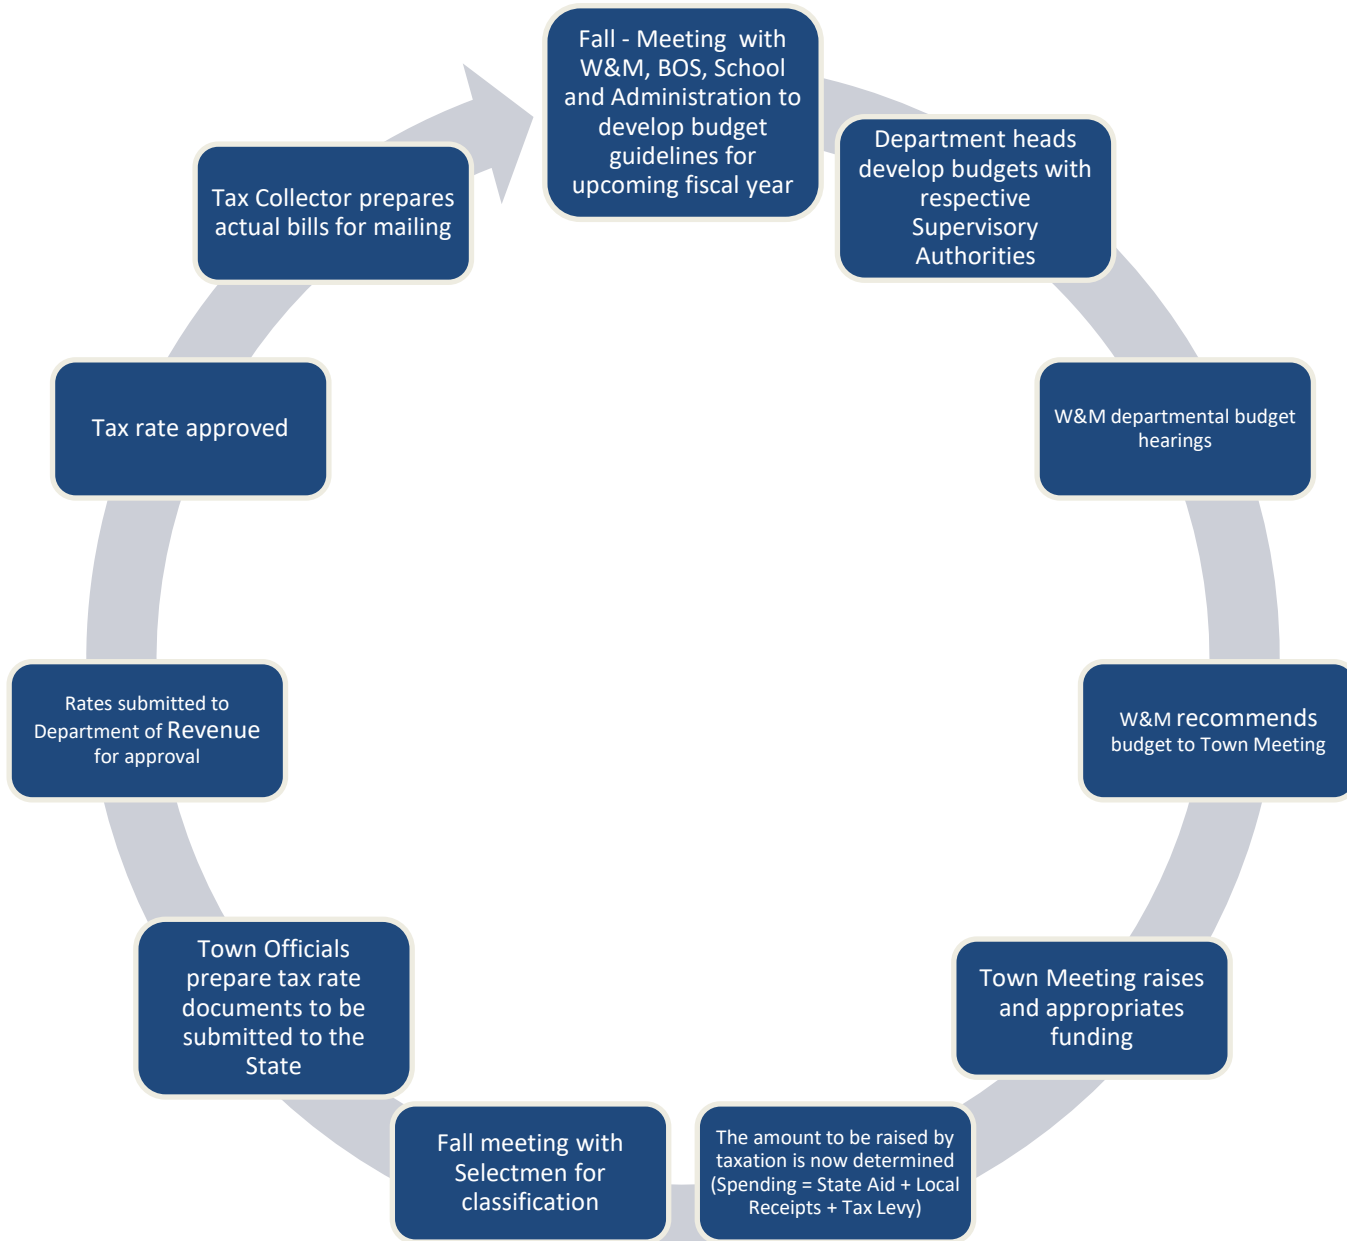 Fall - Meeting with
W&M, BOS, School
and Administration to
develop budget
guidelines for
upcoming fiscal year
Department heads
develop budgets with
respective
Supervisory
Authorities
W&M departmental budget
hearings
W&M recommends
budget to Town Meeting
Town Meeting raises
and appropriates
funding
The amount to be raised by
taxation is now determined
(Spending = State Aid + Local
Receipts + Tax Levy)
Fall meeting with
Selectmen for
classification
Town Officials
prepare tax rate
documents to be
submitted to the
State
Rates submitted to
Department of Revenue
for approval
Tax rate approved
Tax Collector prepares
actual bills for mailing